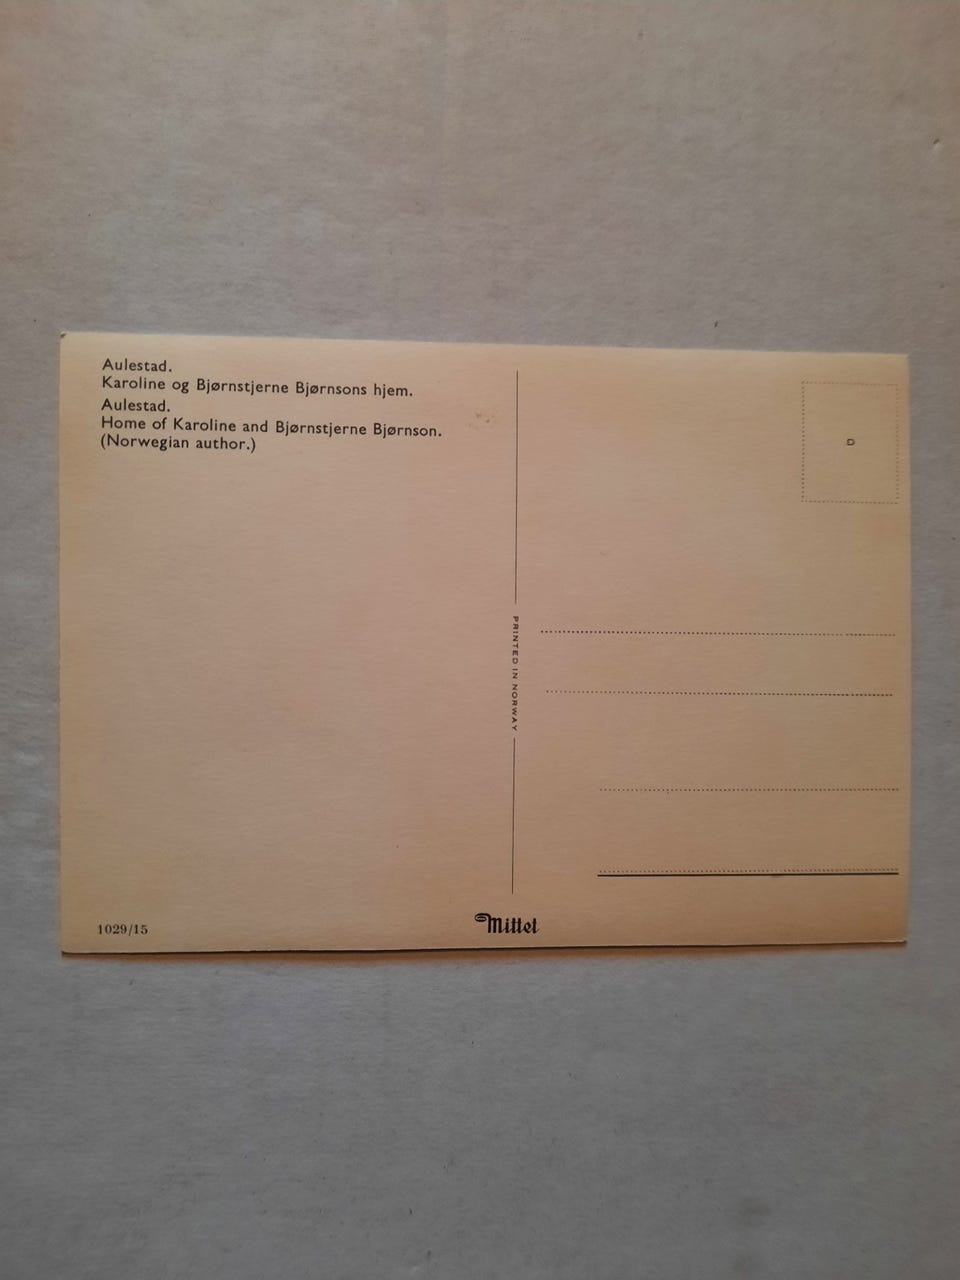 Aulestad.
Karoline og Bjørnstjerne Bjørnsons hjem.
Aulestad.
Home of Karoline and Bjørnstjerne Bjørnson.
(Norwegian author.)
D
PRINTED IN NORWAY
1029/15
Mittet